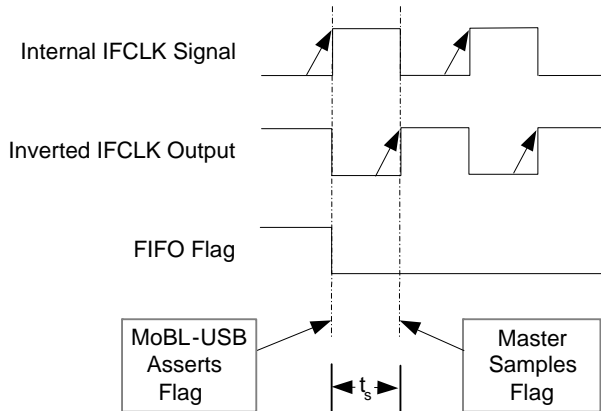 Internal IFCLK Signal
Inverted IFCLK Output
FIFO Flag
MoBL-USB
Asserts
Flag
ts
Master
Samples
Flag